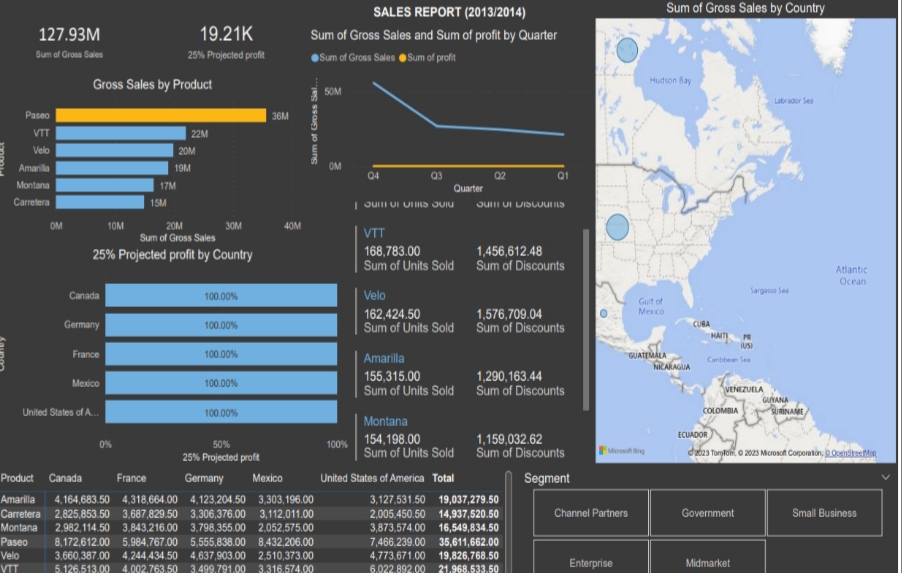 SALES REPORT (2013/2014)
127.93M
Sum of Gross Sales
19.21K
25% Projected profit
Gross Sales by Product
Product
Paseo 36M
VTT 22M
Velo 20M
Amarilla 19M
Montana 17M
Carretera 15M
0M 10M 20M 30M 40M
Sum of Gross Sales
25% Projected profit by Country
Country
Canada 100.00%
Germany 100.00%
France 100.00%
Mexico 100.00%
United States of A... 100.00%
0% 50% 100%
25% Projected profit
Sum of Gross Sales and Sum of profit by Quarter
Sum of Gross Sales Sum of profit
Sum of Gross Sal...
50M
0M
Q4 Q3 Q2 Q1
Quarter
Sum of Units Sold Sum of Discounts
VTT
168,783.00 1,456,612.48
Sum of Units Sold Sum of Discounts
Velo
162,424.50 1,576,709.04
Sum of Units Sold Sum of Discounts
Amarilla
155,315.00 1,290,163.44
Sum of Units Sold Sum of Discounts
Montana
154,198.00 1,159,032.62
Sum of Units Sold Sum of Discounts
Sum of Gross Sales by Country
Hudson Bay
Labrador Sea
Atlantic
Ocean
Sargasso Sea
Gulf of
Mexico
CUBA
HAITI
PR
(US)
GUATEMALA
Caribbean Sea
NICARAGUA
VENEZUELA
GUYANA
COLOMBIA
SURINAME
ECUADOR
Microsoft Bing
© 2023 TomTom, © 2023 Microsoft Corporation, © OpenStreetMap
Product Canada France Germany Mexico United States of America Total
Amarilla 4,164,683.50 4,318,664.00 4,123,204.50 3,303,196.00 3,127,531.50 19,037,279.50
Carretera 2,825,853.50 3,687,829.50 3,306,376.00 3,112,011.00 2,005,450.50 14,937,520.50
Montana 2,982,114.50 3,843,216.00 3,798,355.00 2,052,575.00 3,873,574.00 16,549,834.50
Paseo 8,172,612.00 5,984,767.00 5,555,838.00 8,432,206.00 7,466,239.00 35,611,662.00
Velo 3,660,387.00 4,244,434.50 4,637,903.00 2,510,373.00 4,773,671.00 19,826,768.50
VTT 5,126,513.00 4,002,763.50 3,499,791.00 3,316,574.00 6,022,892.00 21,968,533.50
Segment
Channel Partners
Government
Small Business
Enterprise
Midmarket